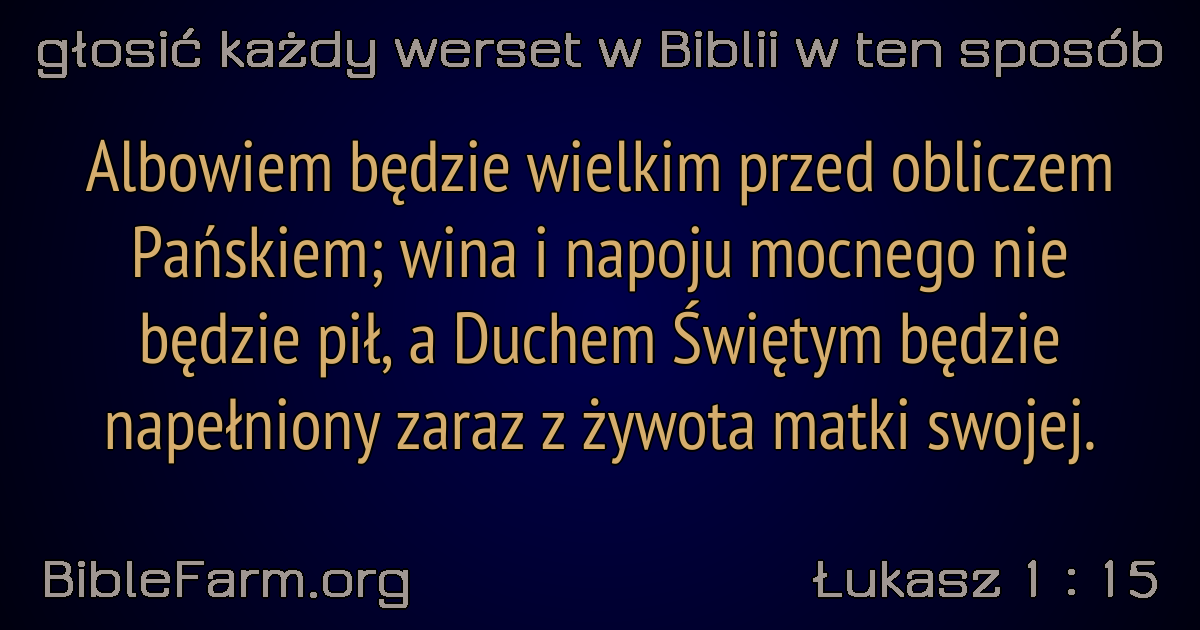 głosić każdy werset w Biblii w ten sposób
Albowiem będzie wielkim przed obliczem
Pańskiem; wina i napoju mocnego nie
będzie pił, a Duchem Świętym będzie
napełniony zaraz z żywota matki swojej.
BibleFarm.org
Łukasz 1 : 15